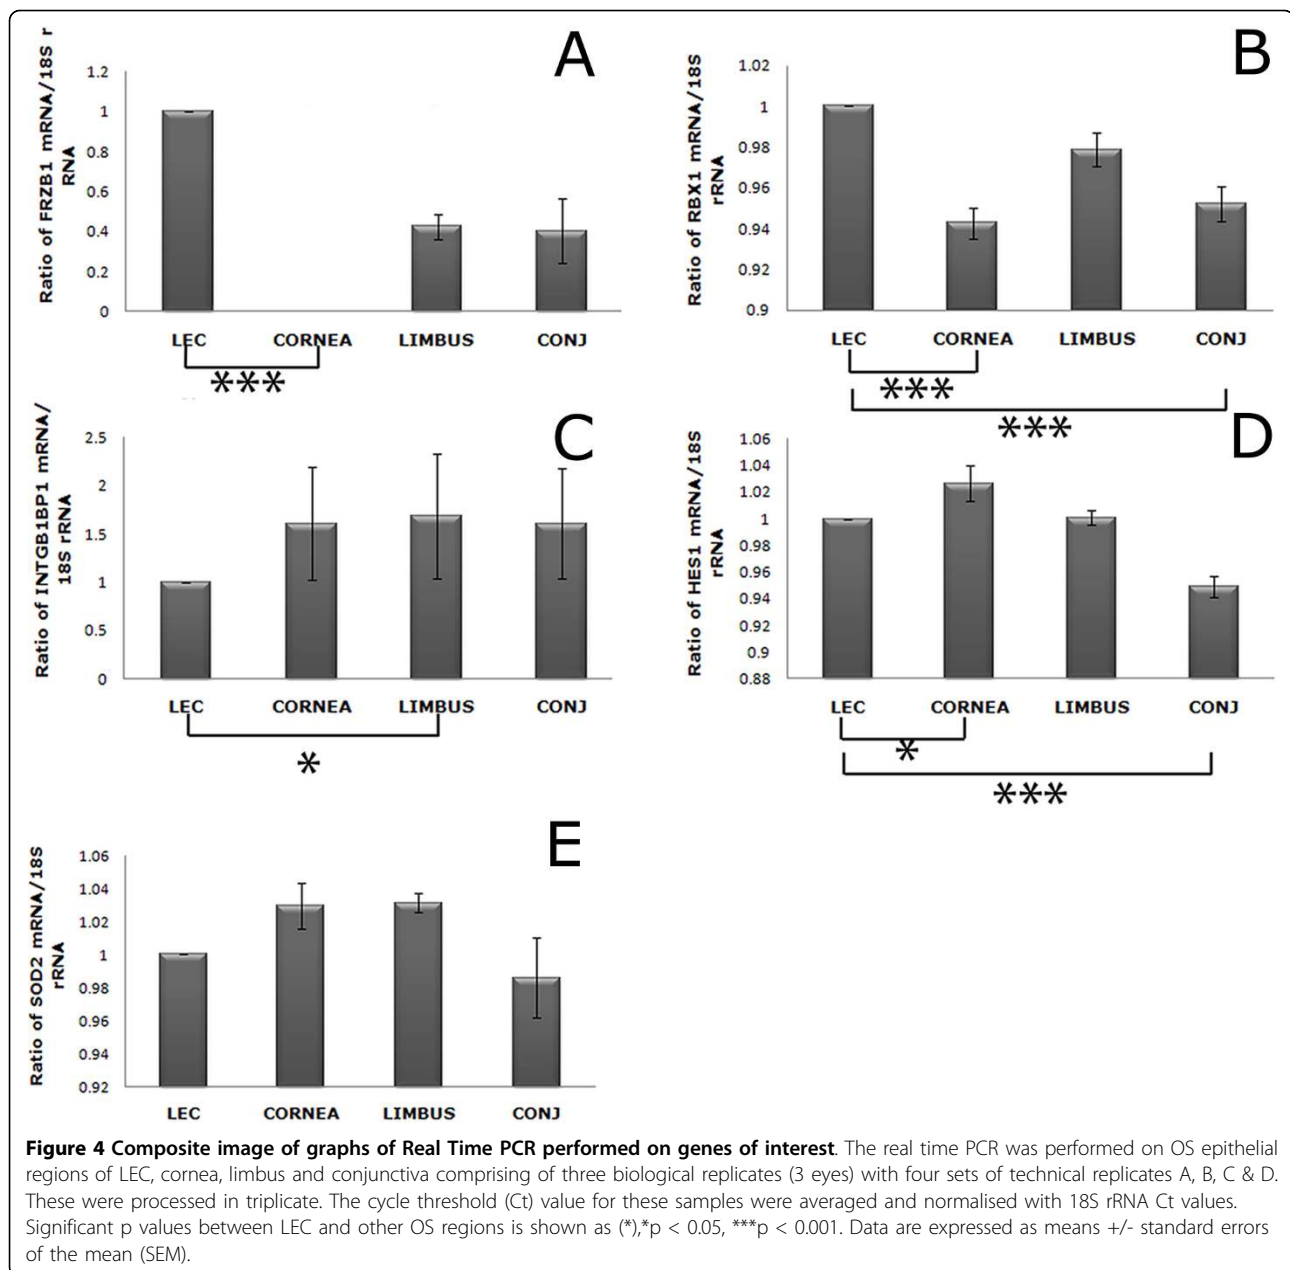 A
Ratio of FRZB1 mRNA/18S r
RNA
1.2
1
0.8
0.6
0.4
0.2
0
LEC CORNEA LIMBUS CONJ
***
B
Ratio of RBX1 mRNA/18S
rRNA
1.02
1
0.98
0.96
0.94
0.92
0.9
LEC CORNEA LIMBUS CONJ
***
***
C
Ratio of INTGB1BP1 mRNA/
18S rRNA
2.5
2
1.5
1
0.5
0
LEC CORNEA LIMBUS CONJ
*
D
Ratio of HES1 mRNA/18S
rRNA
1.06
1.04
1.02
1
0.98
0.96
0.94
0.92
0.9
0.88
LEC CORNEA LIMBUS CONJ
*
***
E
Ratio of SOD2 mRNA/18S
rRNA
1.06
1.04
1.02
1
0.98
0.96
0.94
0.92
LEC CORNEA LIMBUS CONJ
Figure 4 Composite image of graphs of Real Time PCR performed on genes of interest. The real time PCR was performed on OS epithelial
regions of LEC, cornea, limbus and conjunctiva comprising of three biological replicates (3 eyes) with four sets of technical replicates A, B, C & D.
These were processed in triplicate. The cycle threshold (Ct) value for these samples were averaged and normalised with 18S rRNA Ct values.
Significant p values between LEC and other OS regions is shown as (*),*p < 0.05, ***p < 0.001. Data are expressed as means +/- standard errors
of the mean (SEM).